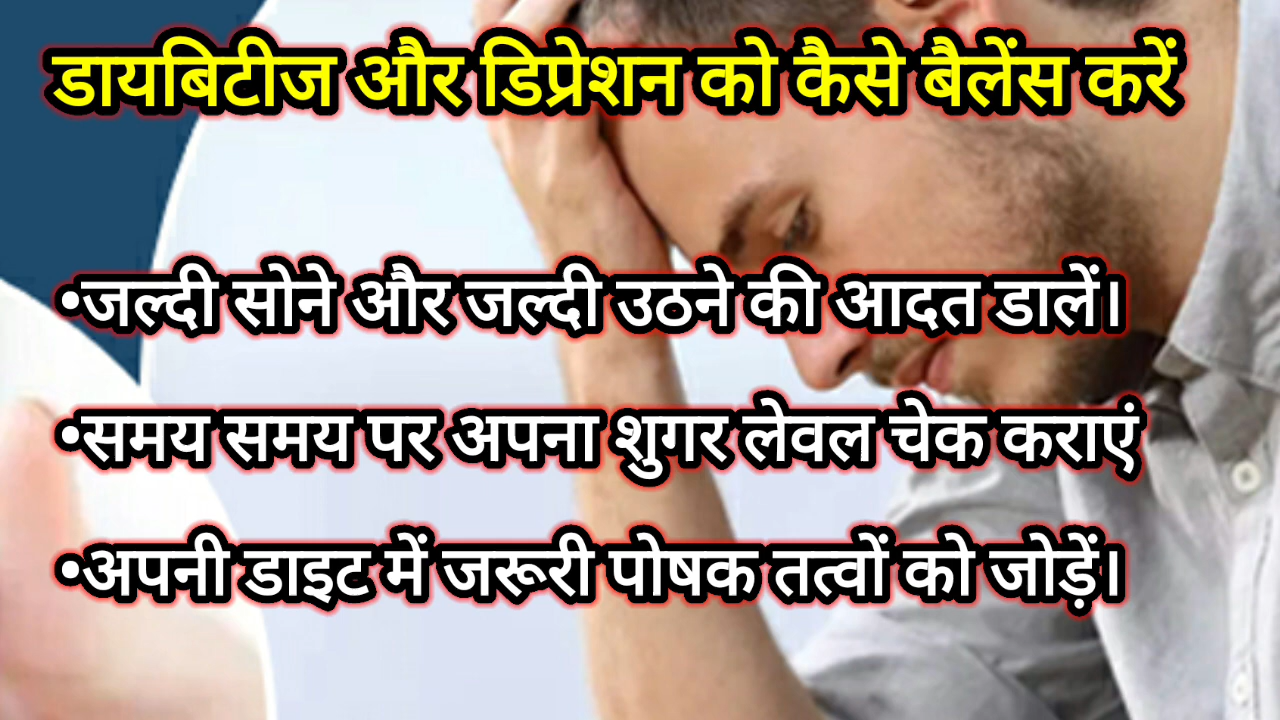 डायबिटीज और डिप्रेशन को कैसे बैलेंस करें
•जल्दी सोने और जल्दी उठने की आदत डालें।
•समय समय पर अपना शुगर लेवल चेक कराएं
•अपनी डाइट में जरूरी पोषक तत्वों को जोड़ें।